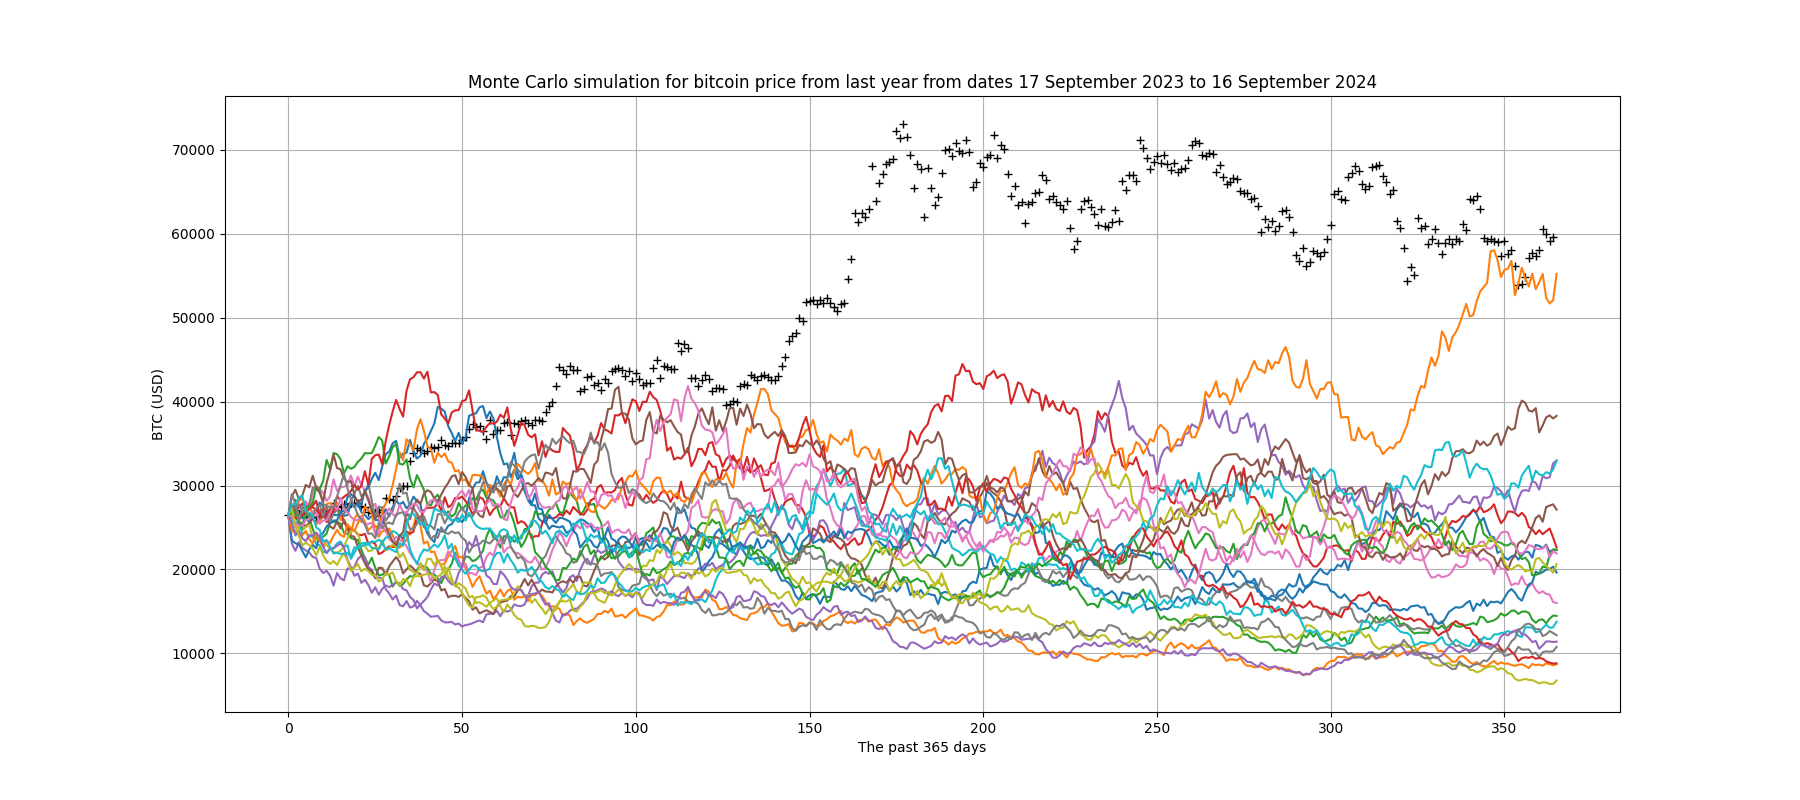 Monte Carlo simulation for bitcoin price from last year from dates 17 September 2023 to 16 September 2024
70000
60000
50000
40000
30000
20000
10000
BTC (USD)
0 50 100 150 200 250 300 350
The past 365 days